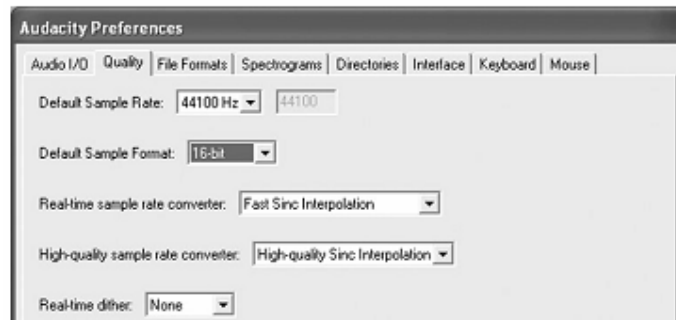 Audacity Preferences
Audio I/O Quality File Formats Spectrograms Directories Interface Keyboard Mouse
Default Sample Rate: 44100 Hz 44100
Default Sample Format: 16-bit
Real-time sample rate converter: Fast Sinc Interpolation
High-quality sample rate converter: High-quality Sinc Interpolation
Real-time dither: None